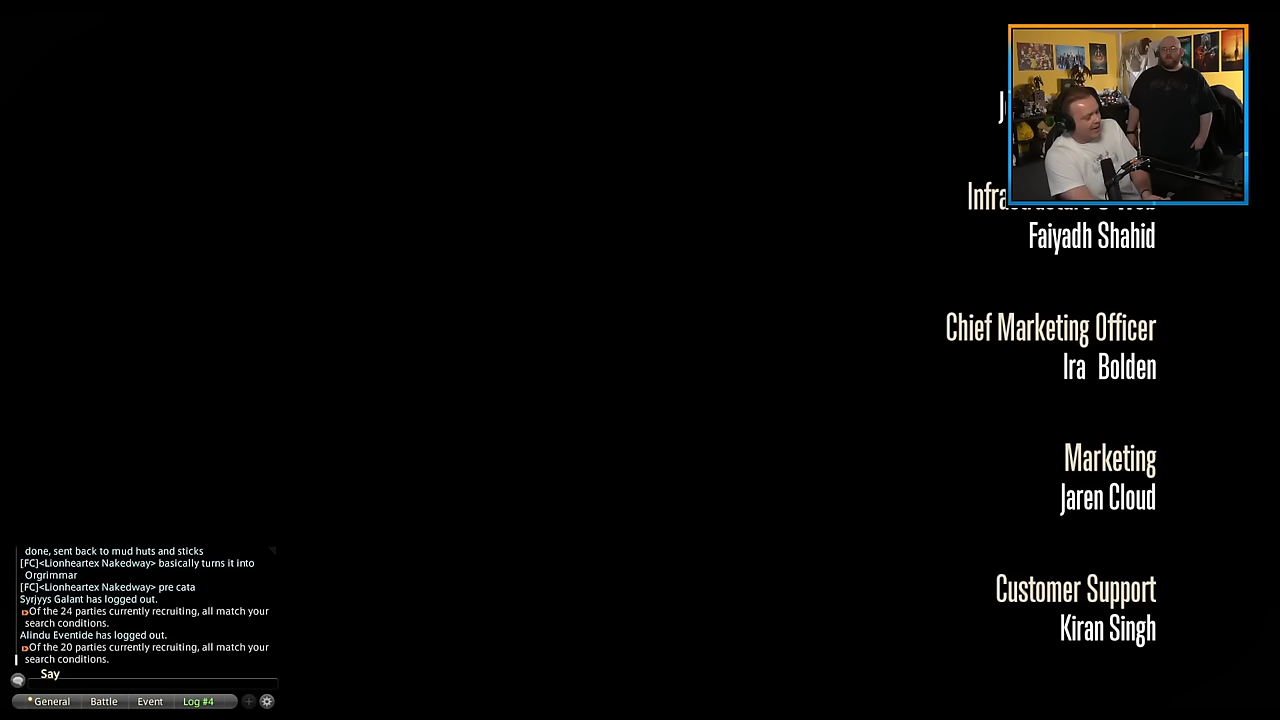 Faiyadh Shahid
Chief Marketing Officer
Ira Bolden
Marketing
Jaren Cloud
Customer Support
Kiran Singh
done, sent back to mud huts and sticks
[FC]<Lionheartex Nakedway> basically turns it into
Orgrimmar
[FC]<Lionheartex Nakedway> pre cata
Syrjyys Galant has logged out.
Of the 24 parties currently recruiting, all match your
search conditions.
Alindu Eventide has logged out.
Of the 20 parties currently recruiting, all match your
search conditions.
Say
General Battle Event Log #4